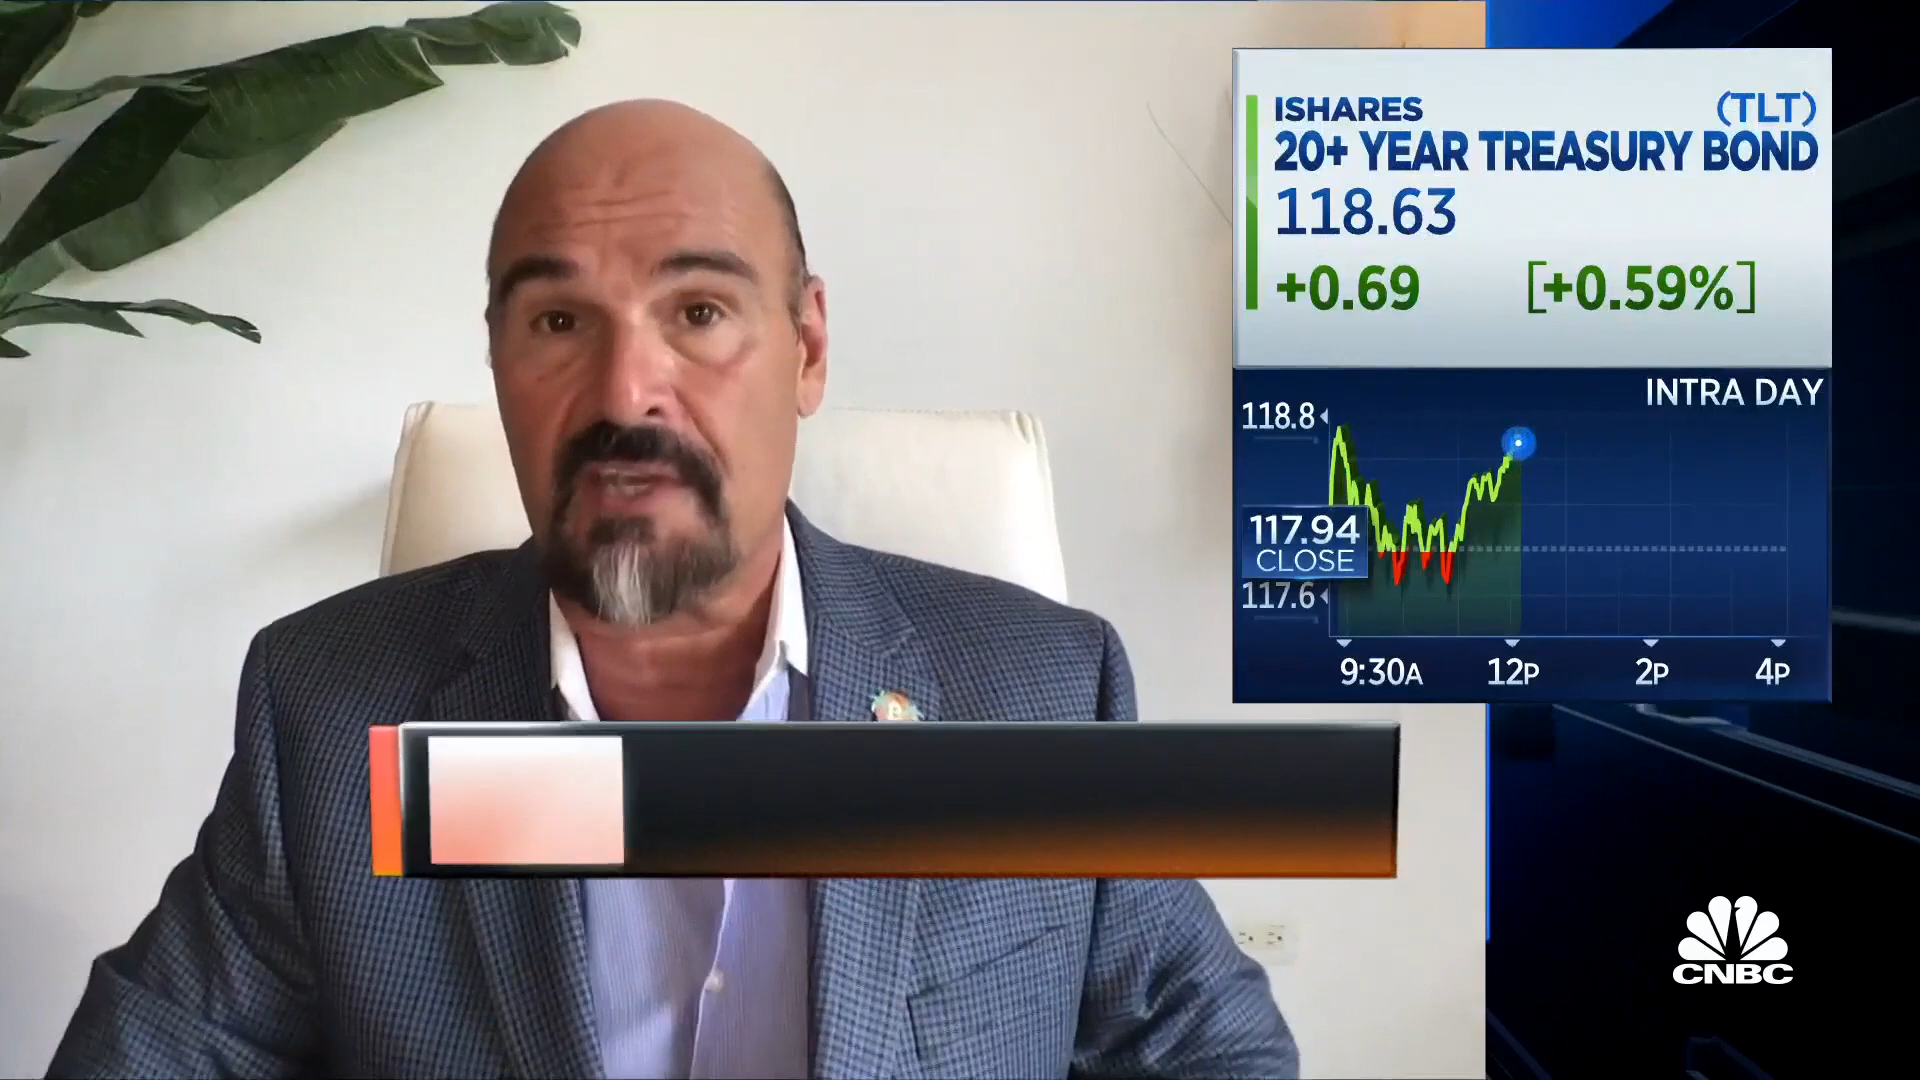 ISHARES (TLT)
20+ YEAR TREASURY BOND
118.63
+0.69 [+0.59%]
INTRA DAY
118.8
117.94
CLOSE
117.6
9:30A 12P 2P 4P
CNBC